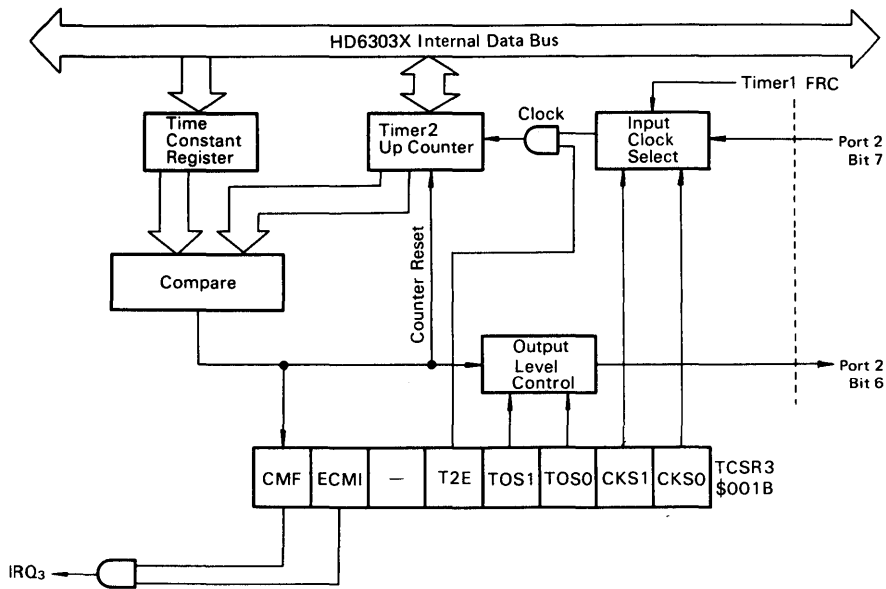 HD6303X Internal Data Bus
Timer1 FRC
Time
Constant
Register
Timer2
Up Counter
Clock
Input
Clock
Select
Port 2
Bit 7
Compare
Counter Reset
Output
Level
Control
Port 2
Bit 6
CMF ECMI — T2E TOS1 TOS0 CKS1 CKS0
TCSR3
$001B
IRQ₃